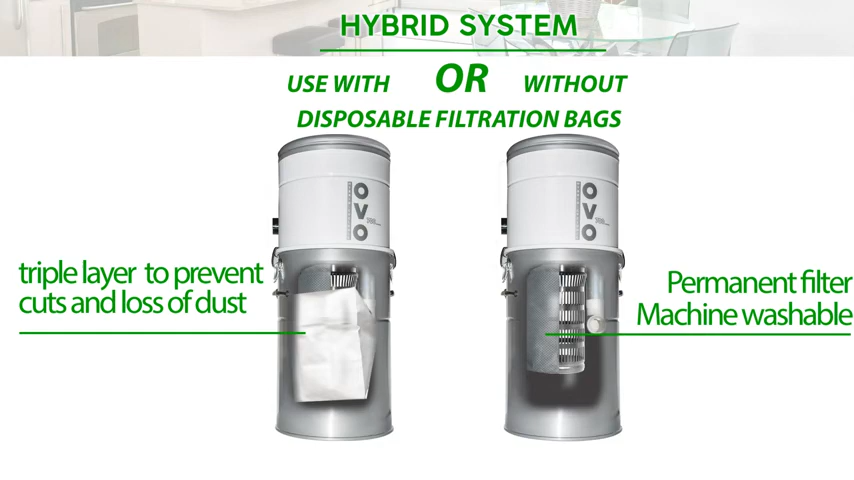 HYBRID SYSTEM
USE WITH OR WITHOUT
DISPOSABLE FILTRATION BAGS
OVO
OVO
triple layer to prevent
cuts and loss of dust
Permanent filter
Machine washable